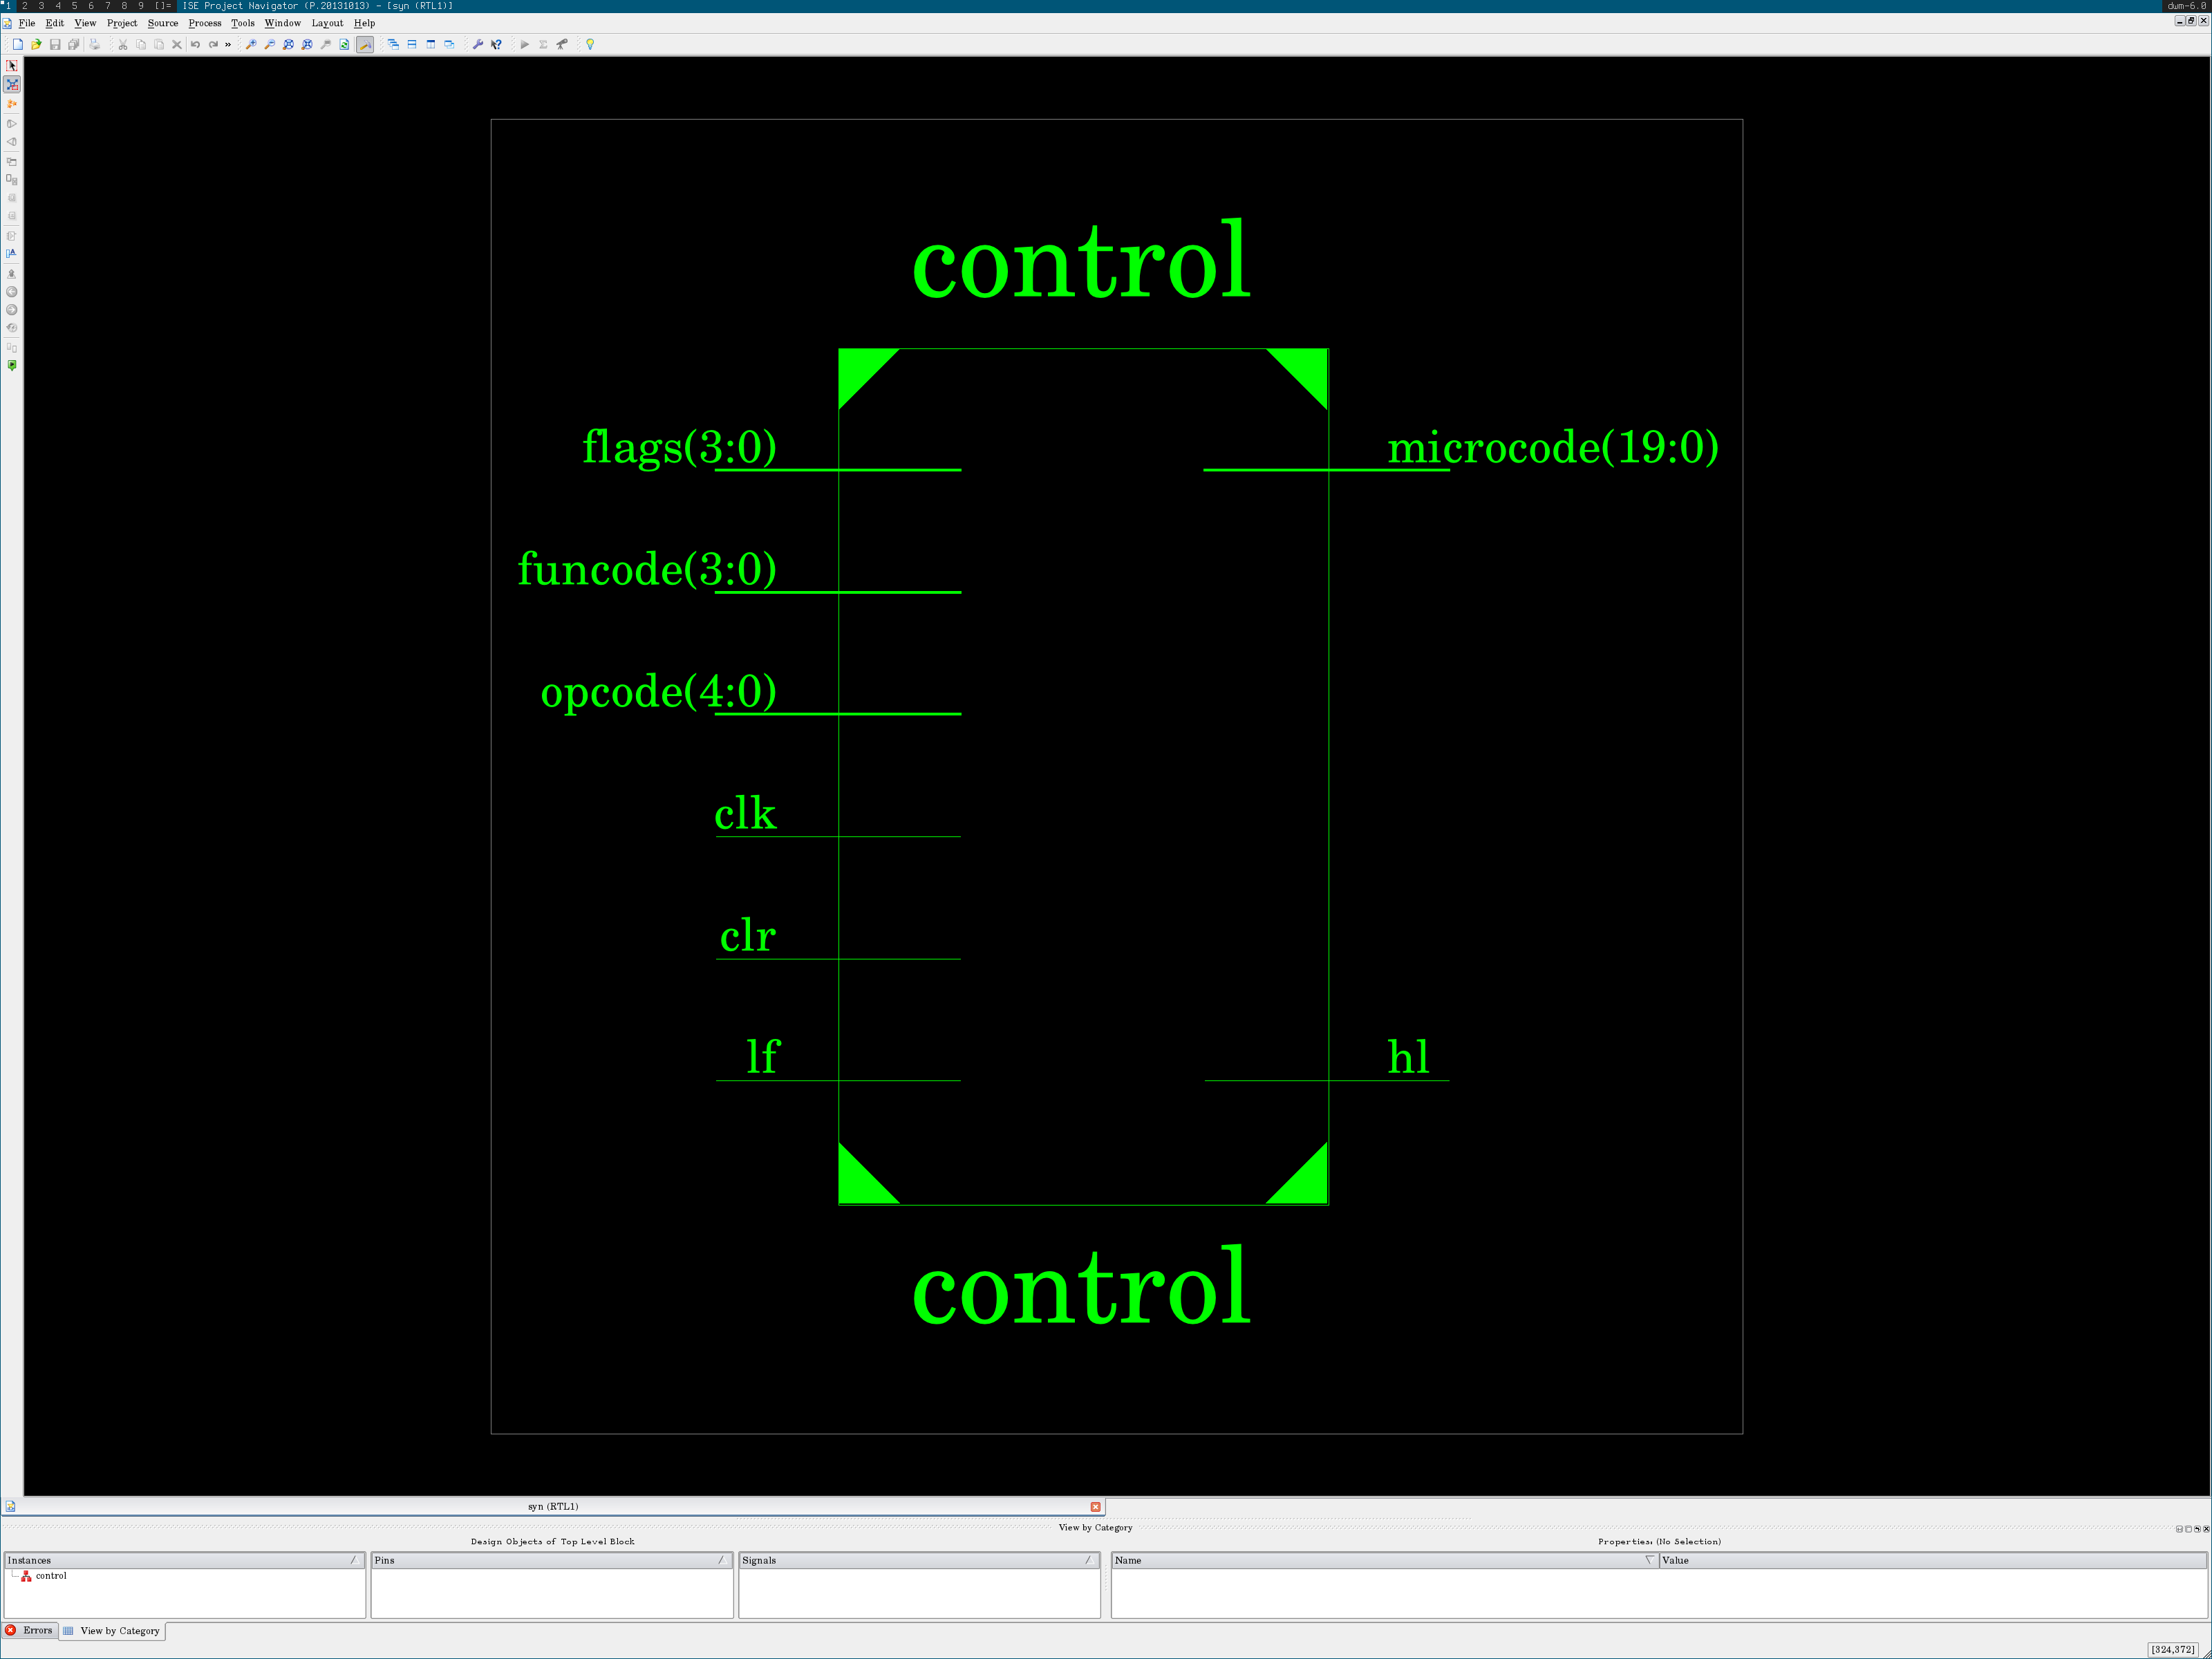 1 2 3 4 5 6 7 8 9 []= ISE Project Navigator (P.20131013) - [syn (RTL1)] dwm-6.0
File Edit View Project Source Process Tools Window Layout Help
control
flags(3:0) microcode(19:0)
funcode(3:0)
opcode(4:0)
clk
clr
lf hl
control
syn (RTL1)
View by Category
Design Objects of Top Level Block Properties: (No Selection)
Instances Pins Signals Name Value
control
Errors View by Category
[324,372]